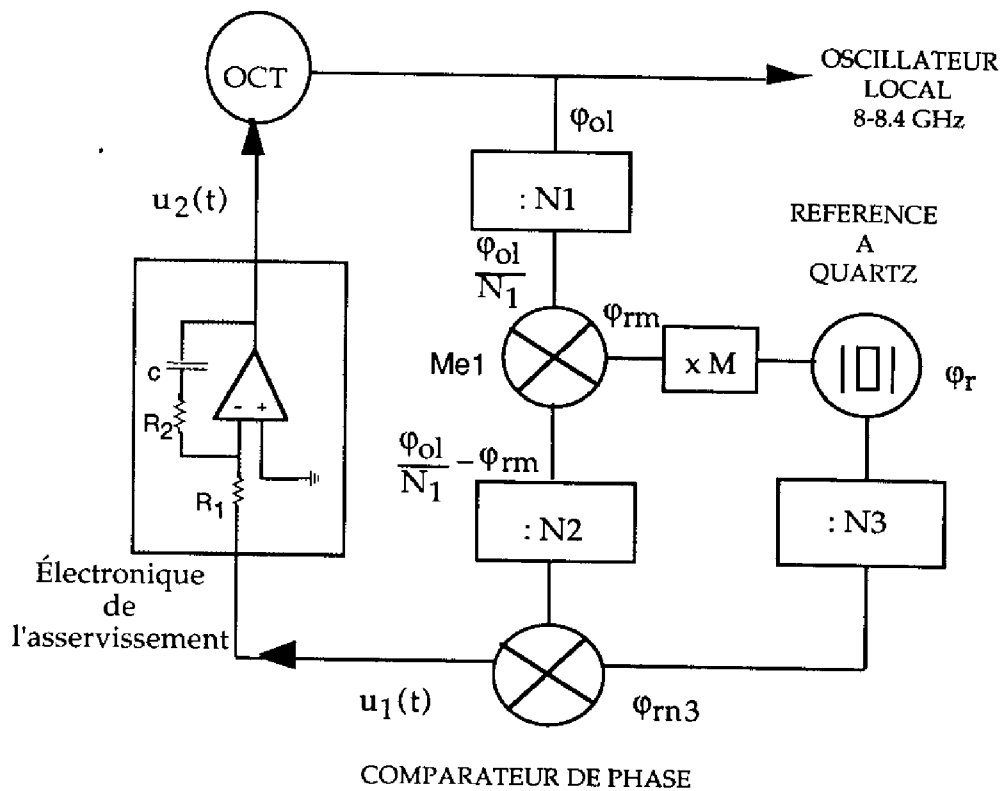 OCT
OSCILLATEUR
LOCAL
8-8.4 GHz
φol
u2(t)
: N1
REFERENCE
A
QUARTZ
φol
N1
φrm
Me1
x M
φr
C
R2
- +
R1
φol
N1
-φrm
: N2
: N3
Électronique
de
l'asservissement
u1(t)
φrn3
COMPARATEUR DE PHASE